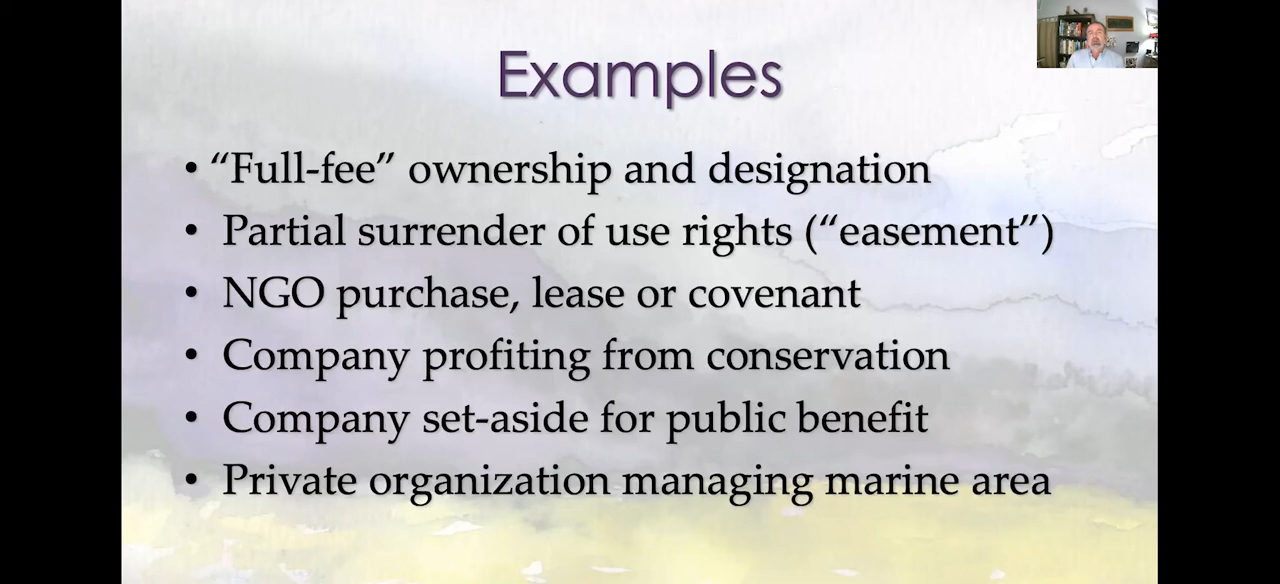 Examples
• “Full-fee” ownership and designation
• Partial surrender of use rights (“easement”)
• NGO purchase, lease or covenant
• Company profiting from conservation
• Company set-aside for public benefit
• Private organization managing marine area